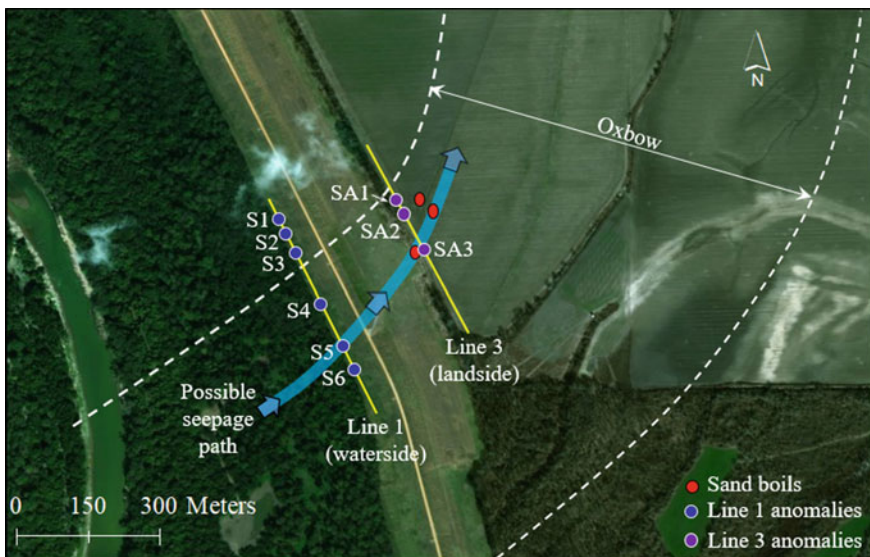 N
Oxbow
SA1
SA2
SA3
S1
S2
S3
S4
S5
S6
Line 3
(landside)
Possible
seepage
path
Line 1
(waterside)
0 150 300 Meters
Sand boils
Line 1 anomalies
Line 3 anomalies